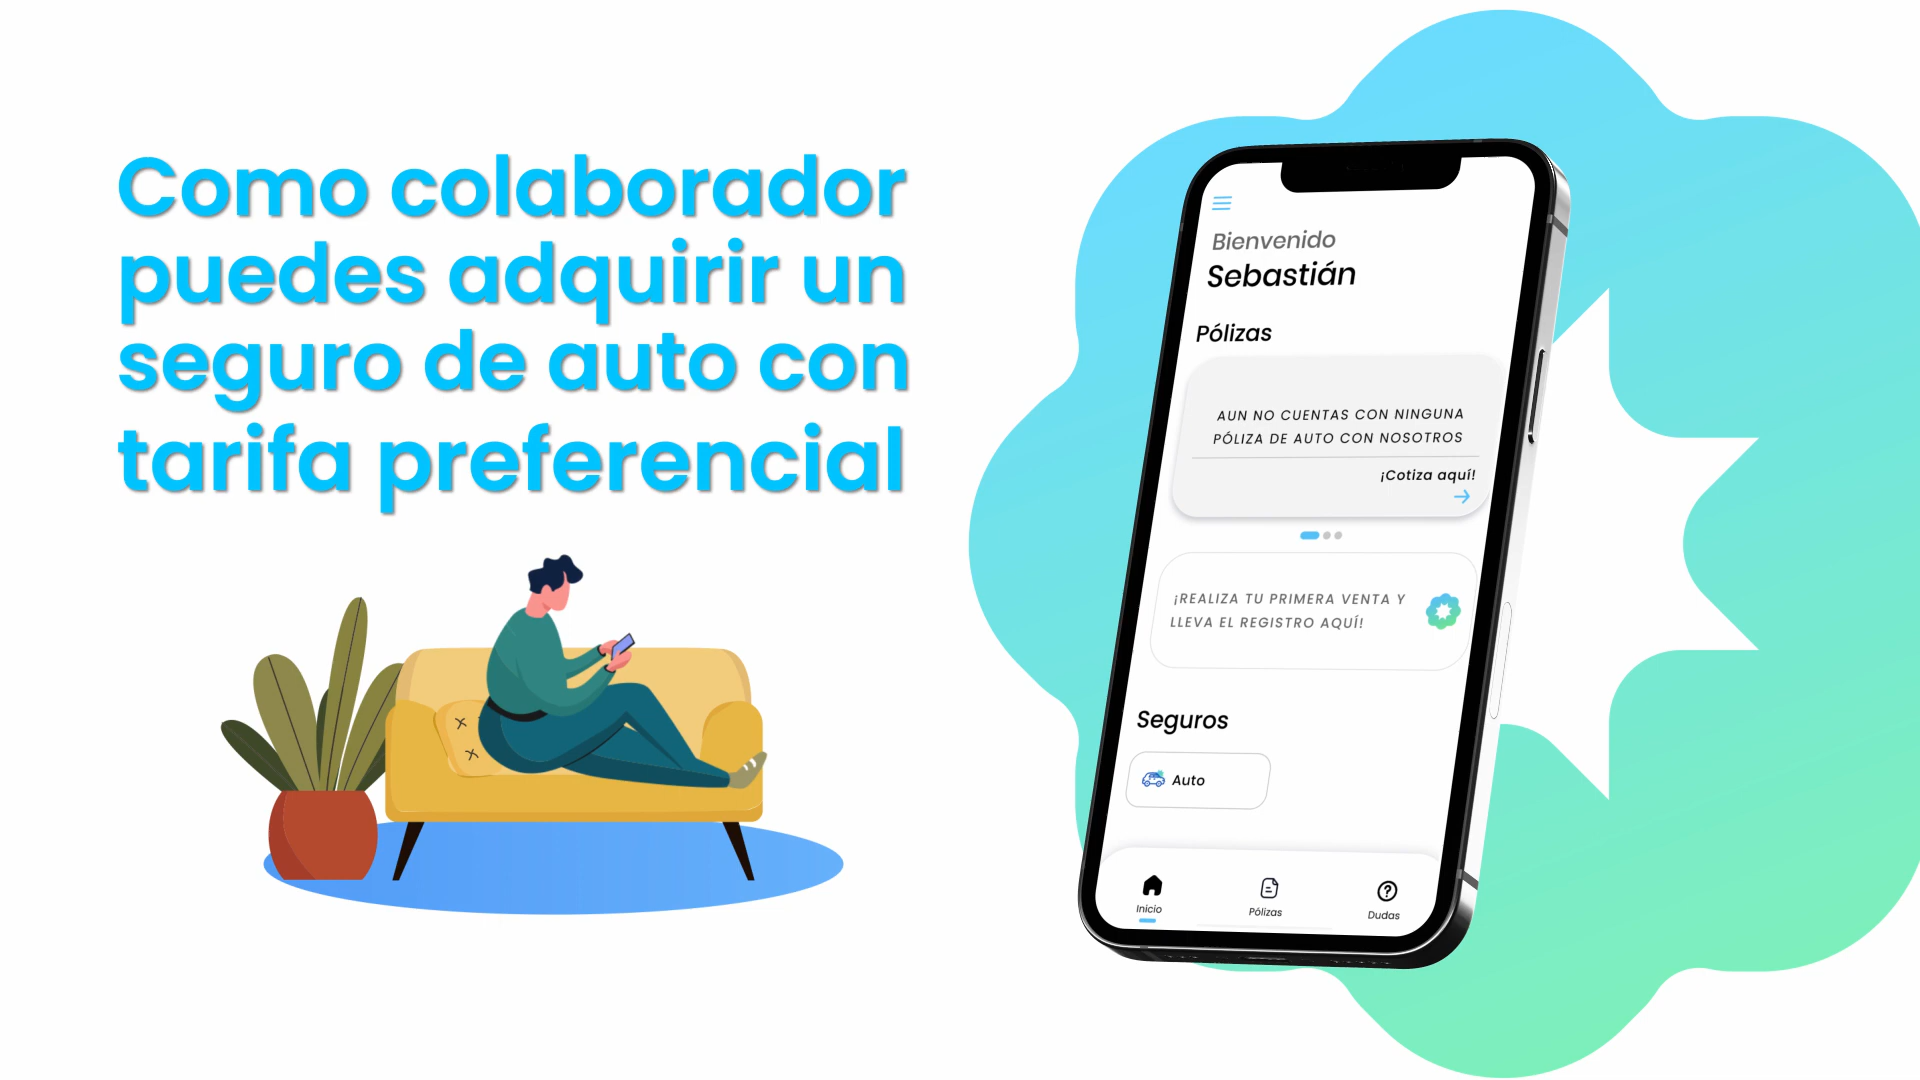 Como colaborador
puedes adquirir un
seguro de auto con
tarifa preferencial
Bienvenido
Sebastián
Pólizas
AUN NO CUENTAS CON NINGUNA
PÓLIZA DE AUTO CON NOSOTROS
¡Cotiza aquí!
¡REALIZA TU PRIMERA VENTA Y
LLEVA EL REGISTRO AQUÍ!
Seguros
Auto
Inicio
Pólizas
Dudas